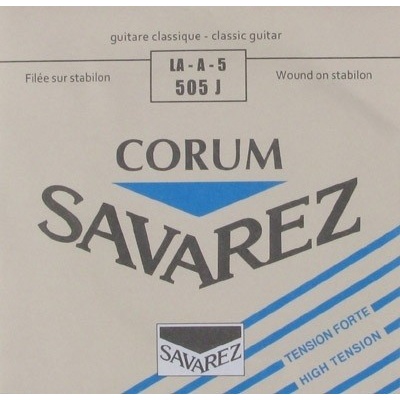 guitare classique - classic guitar
Filée sur stabilon
LA - A - 5
505 J
Wound on stabilon
CORUM
SAVAREZ
SAVAREZ
TENSION FORTE
HIGH TENSION